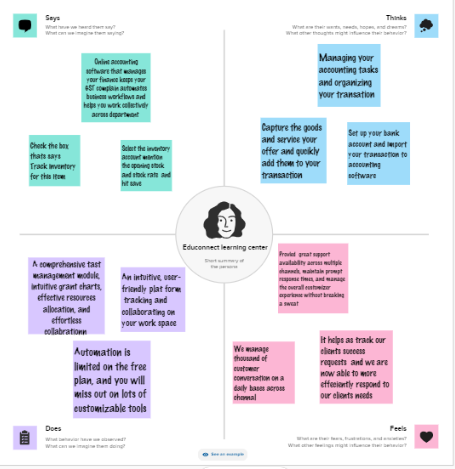 Says
What have we heard them say?
What can we imagine them saying?
Thinks
What are their wants, needs, hopes, and dreams?
What other thoughts might influence their behavior?
Online accounting
software that manages
your finance keeps your
GST complain automates
business workflows and
helps you work collectively
across department
Managing your
accounting tasks
and organizing
your transation
Check the box
thats says
Track inventory
for this item
Select the inventory
account mention
the opening stock
and stock rate and
hit save
Capture the goods
and service your
offer and quickly
add them to your
transaction
Set up your bank
account and import
your transaction to
accounting
software
Educonnect learning center
Short summary of
the persona
A comprehensive tast
management module,
intuitive grant charts,
effective resources
allocation, and
effortless
collaborationn
An intuitive, user-
friendly plat form
tracking and
collaborating on
your work space
Automation is
limited on the free
plan, and you will
miss out on lots of
customizable tools
Provied great support
availability across multiple
channels, maintain prompt
response times, and manage
the overall customizer
experience without breaking
a sweat
We manage
thousand of
customer
conversation on a
daily bases across
channal
It helps as track our
clients success
requests and we are
now able to more
effeciently respond to
our clients needs
Does
What behavior have we observed?
What can we imagine them doing?
Feels
What are their fears, frustrations, and anxieties?
What other feelings might influence their behavior?
See an example